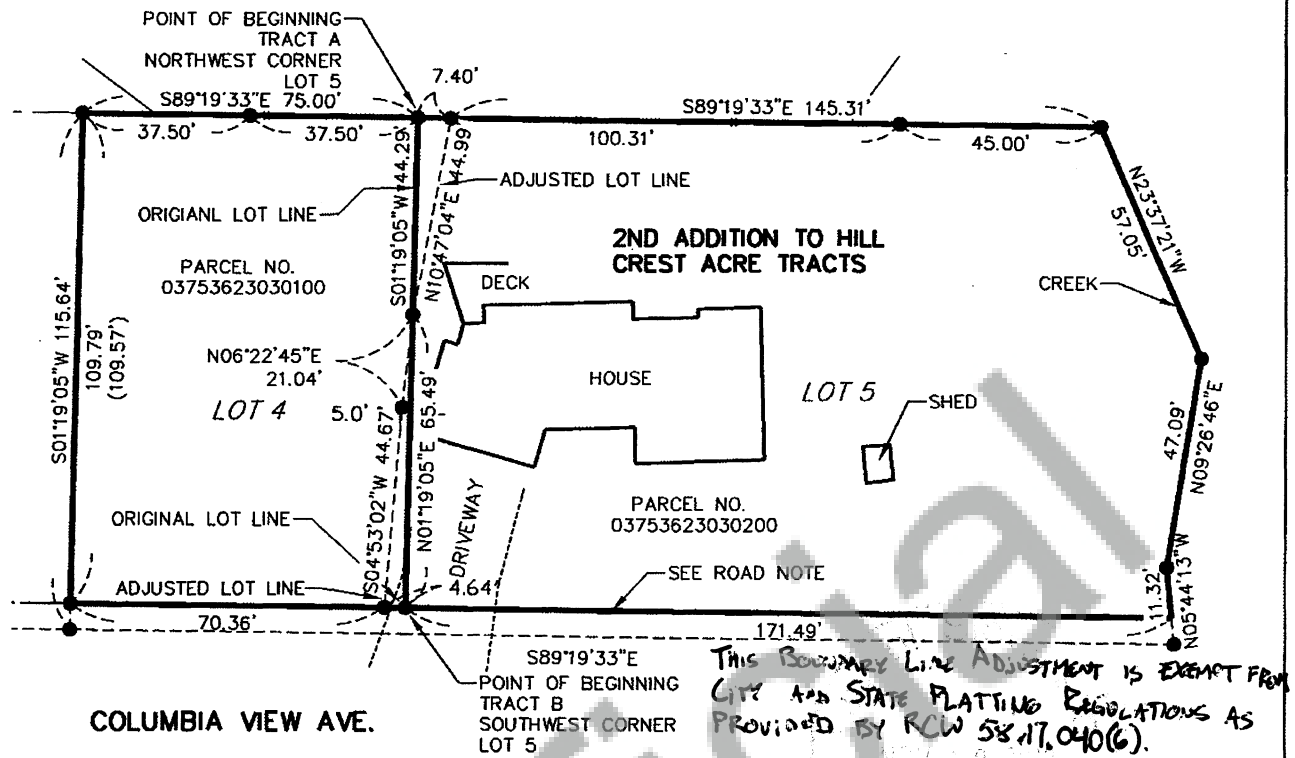 POINT OF BEGINNING
TRACT A
NORTHWEST CORNER
LOT 5
7.40'
S89°19'33"E 75.00'
S89°19'33"E 145.31'
37.50'
37.50'
100.31'
45.00'
S01°19'05"W 44.29'
N10°47'04"E 44.99'
ADJUSTED LOT LINE
ORIGIANL LOT LINE
N23°37'21"W
57.05'
2ND ADDITION TO HILL
CREST ACRE TRACTS
PARCEL NO.
03753623030100
DECK
CREEK
S01°19'05"W 115.64'
109.79'
(109.57')
N06°22'45"E
21.04'
HOUSE
LOT 4
5.0'
LOT 5
SHED
S04°53'02"W 44.67'
N01°19'05"E 65.49'
47.09'
N09°26'46"E
DRIVEWAY
PARCEL NO.
03753623030200
ORIGINAL LOT LINE
ADJUSTED LOT LINE
4.64'
SEE ROAD NOTE
11.32'
N05°44'13"W
70.36'
171.49'
S89°19'33"E
POINT OF BEGINNING
TRACT B
SOUTHWEST CORNER
LOT 5
COLUMBIA VIEW AVE.
THIS BOUNDARY LINE ADJUSTMENT IS EXEMPT FROM
CITY AND STATE PLATTING REGULATIONS AS
PROVIDED BY RCW 58.17.040(6).